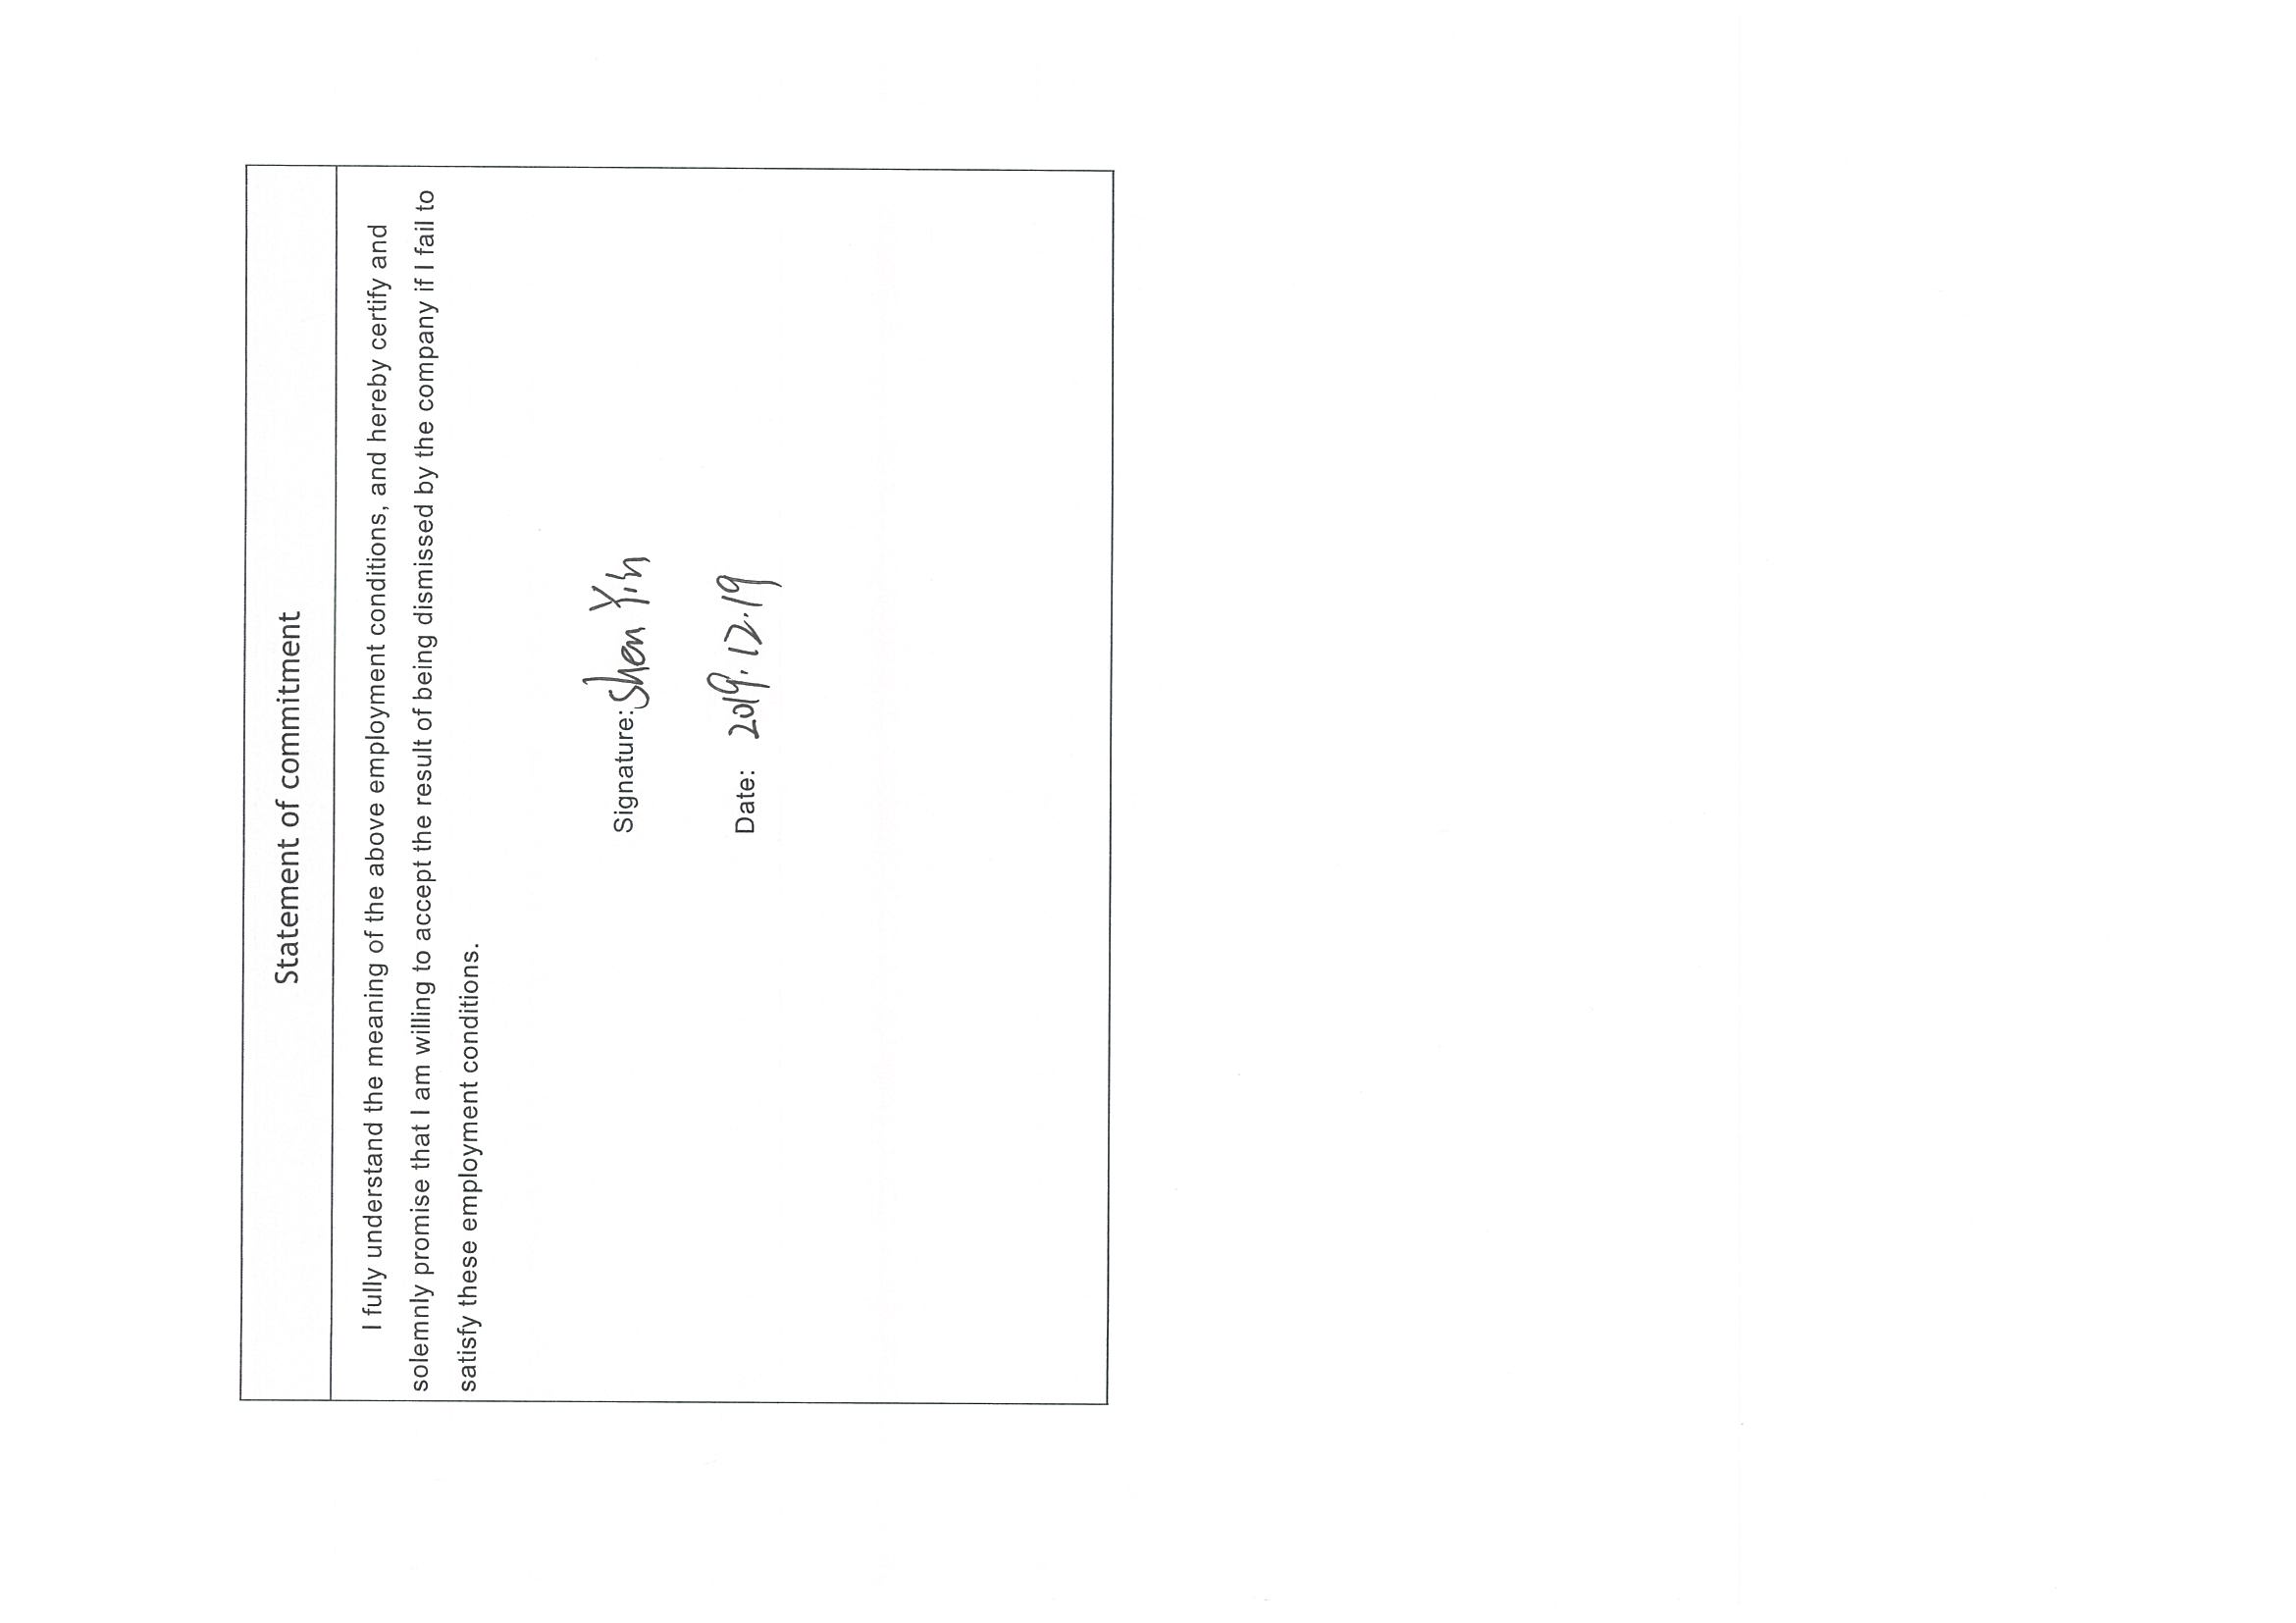 Statement of commitment
I fully understand the meaning of the above employment conditions, and hereby certify and
solemnly promise that I am willing to accept the result of being dismissed by the company if I fail to
satisfy these employment conditions.
Signature: Shen Yin
Date: 2019.12.19